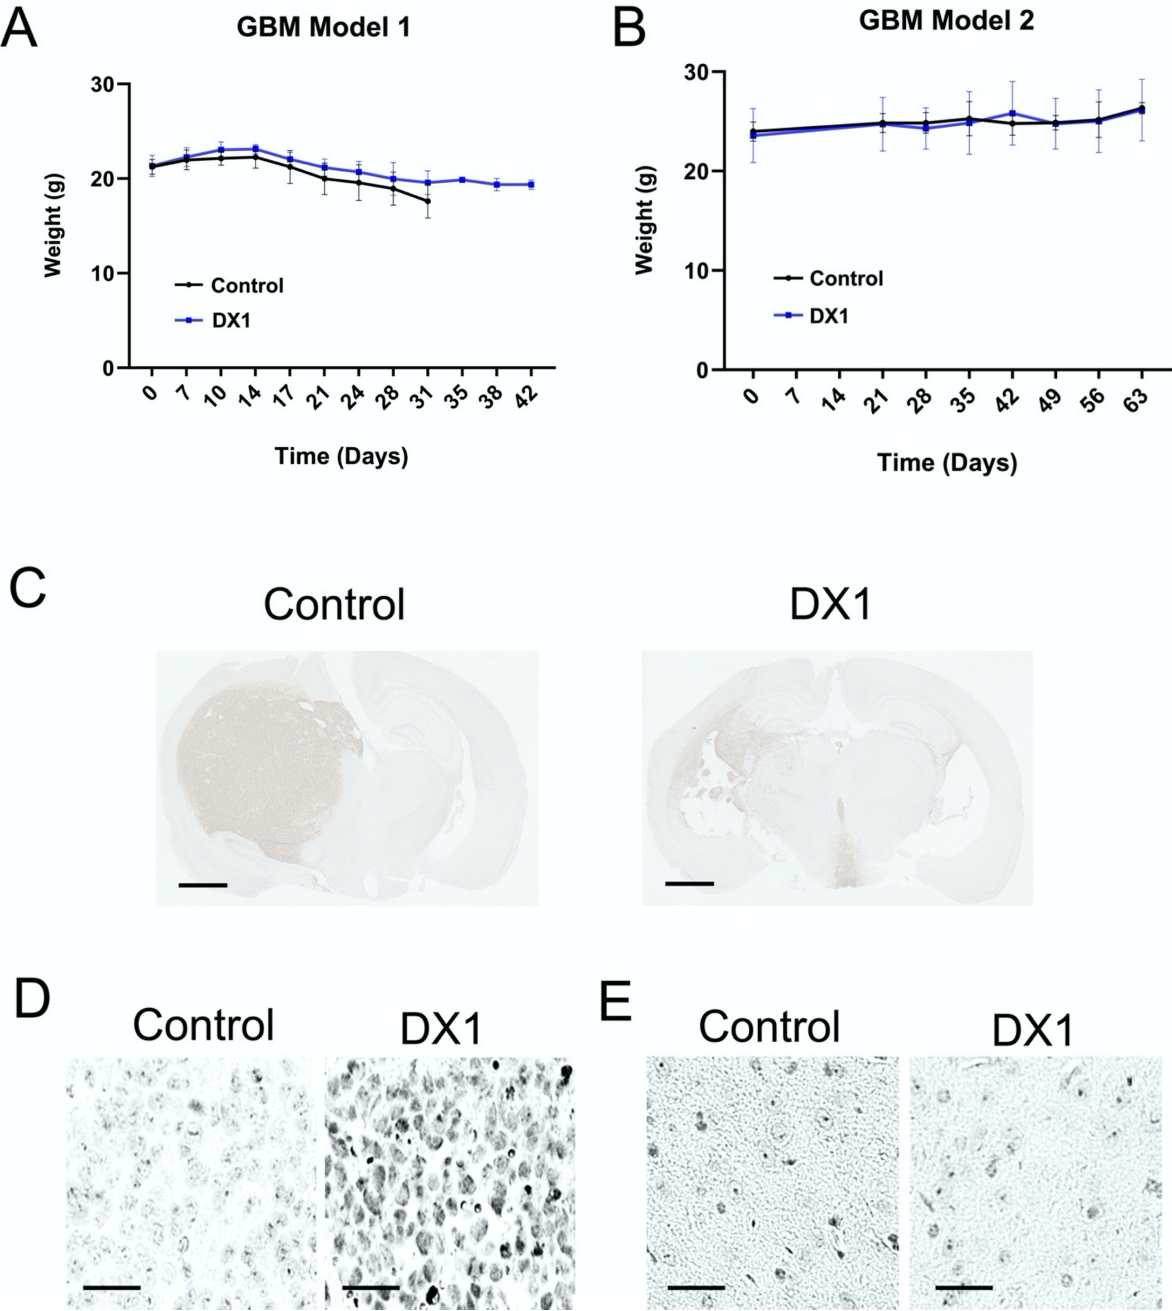 A
GBM Model 1
30
20
10
0
Weight (g)
Control
DX1
0 7 10 14 17 21 24 28 31 35 38 42
Time (Days)
B
GBM Model 2
30
20
10
0
Weight (g)
Control
DX1
0 7 14 21 28 35 42 49 56 63
Time (Days)
C
Control
DX1
D
Control
DX1
E
Control
DX1